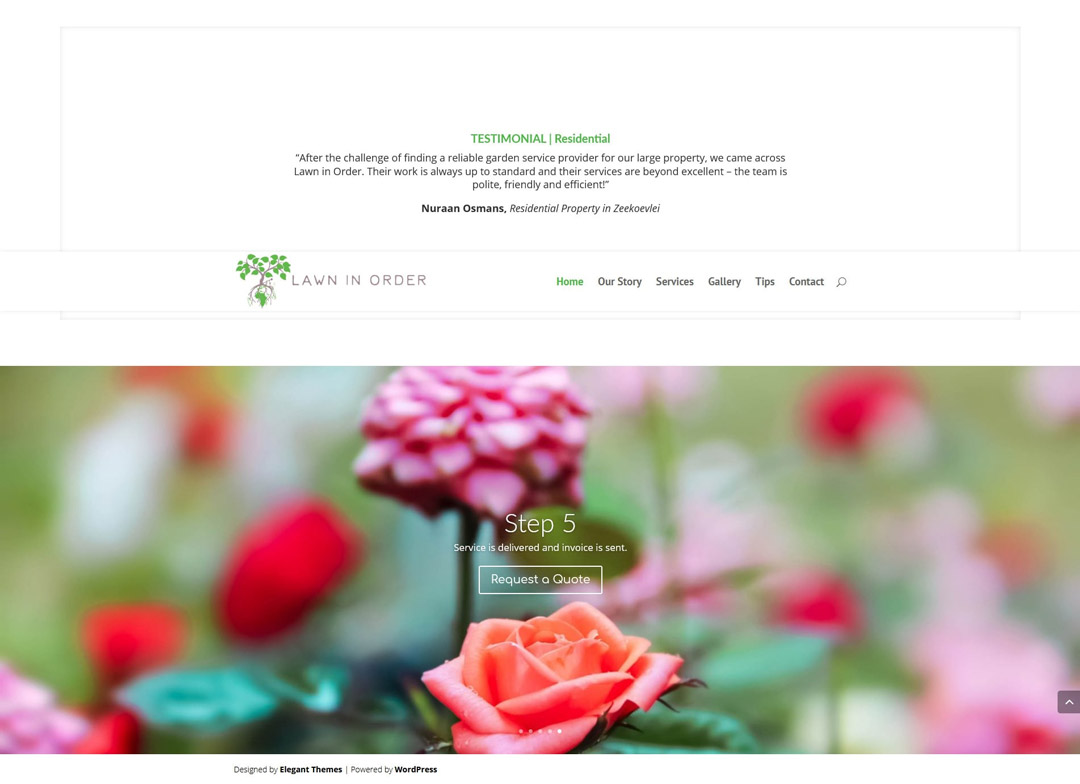 TESTIMONIAL | Residential
“After the challenge of finding a reliable garden service provider for our large property, we came across
Lawn in Order. Their work is always up to standard and their services are beyond excellent – the team is
polite, friendly and efficient!”
Nuraan Osmans, Residential Property in Zeekoevlei
LAWN IN ORDER
Home Our Story Services Gallery Tips Contact
Step 5
Service is delivered and invoice is sent.
Request a Quote
Designed by Elegant Themes | Powered by WordPress